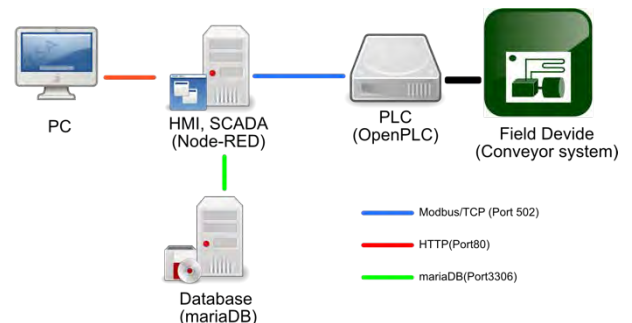 PC
HMI, SCADA
(Node-RED)
PLC
(OpenPLC)
Field Devide
(Conveyor system)
Database
(mariaDB)
Modbus/TCP (Port 502)
HTTP(Port80)
mariaDB(Port3306)